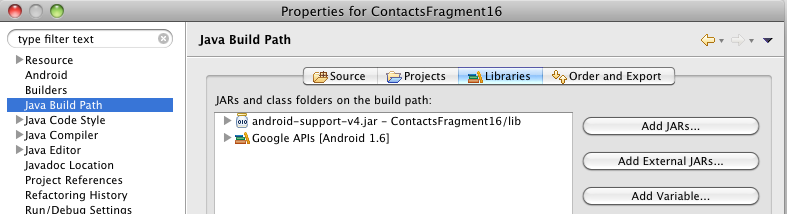 Properties for ContactsFragment16
type filter text
Resource
Android
Builders
Java Build Path
Java Code Style
Java Compiler
Java Editor
Javadoc Location
Project References
Refactoring History
Run/Debug Settings
Java Build Path
Source
Projects
Libraries
Order and Export
JARs and class folders on the build path:
android-support-v4.jar - ContactsFragment16/lib
Google APIs [Android 1.6]
Add JARs...
Add External JARs...
Add Variable...